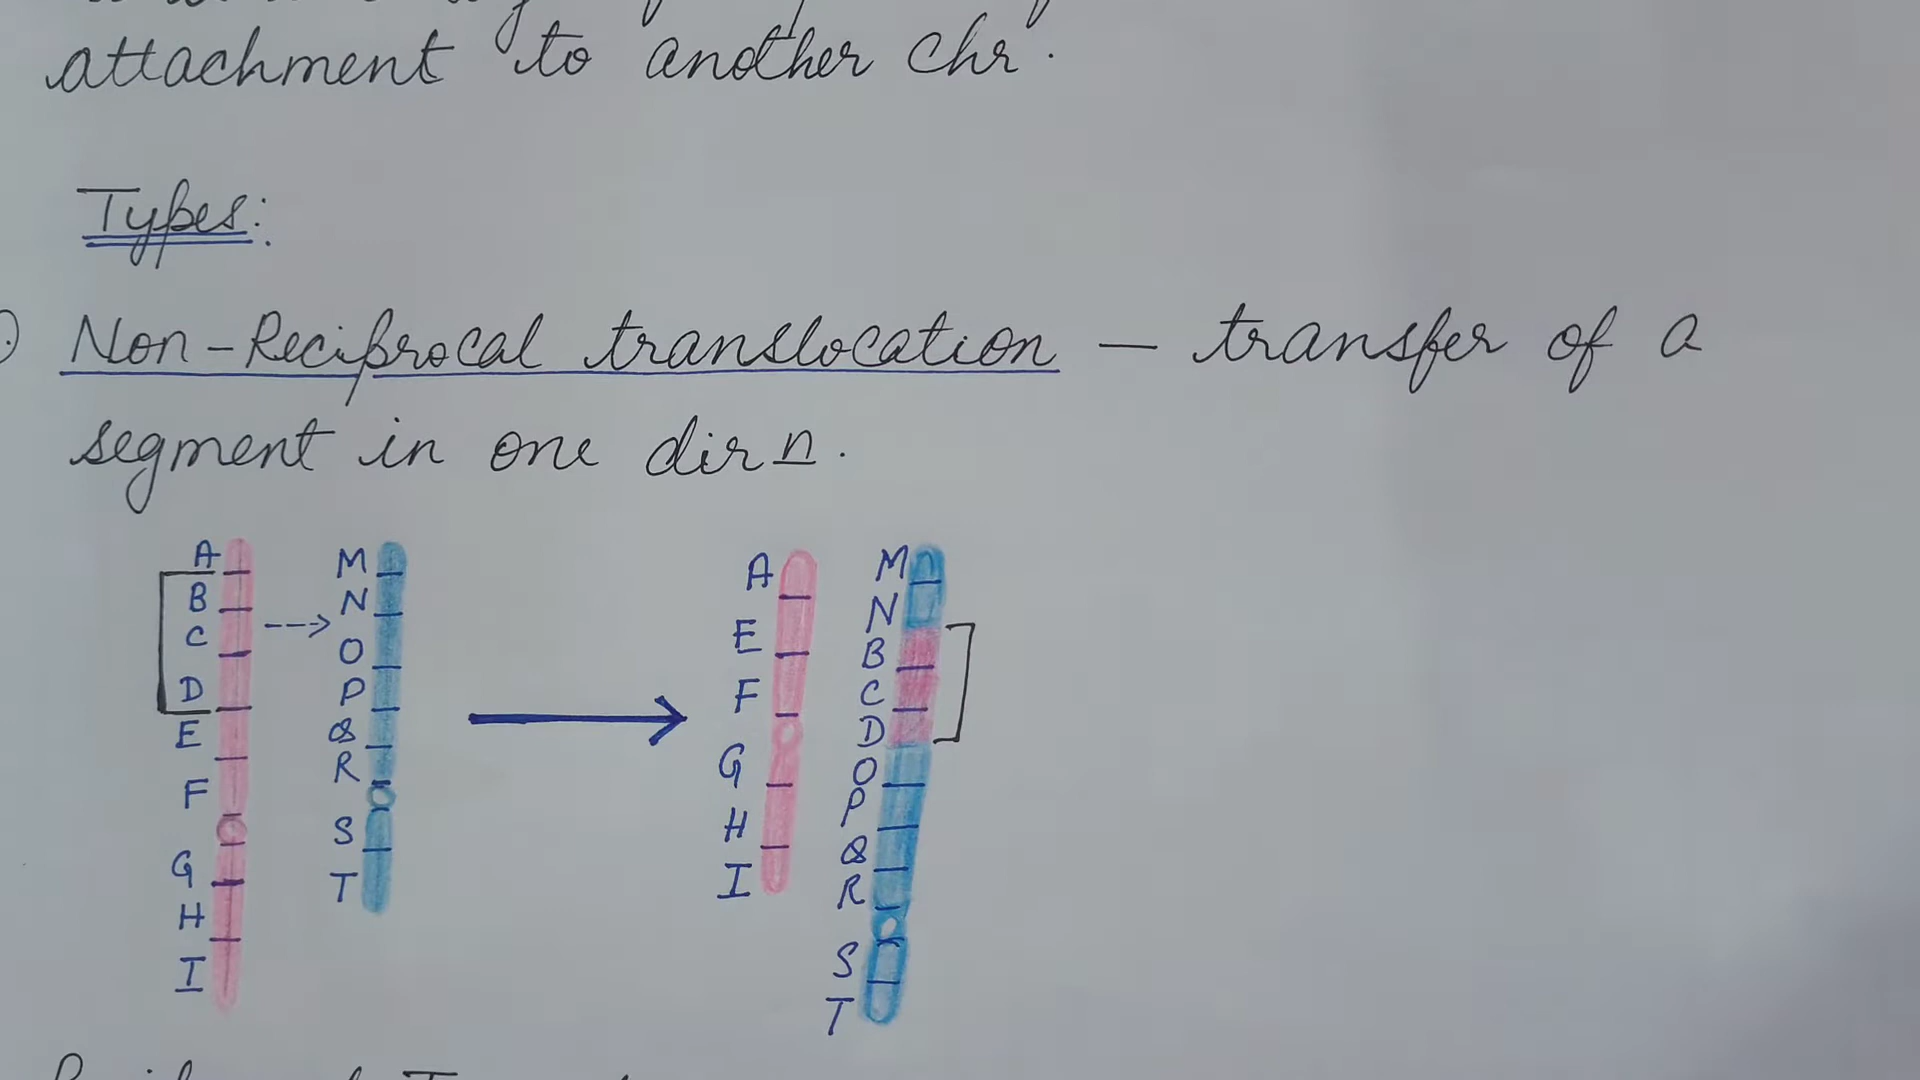 attachment to another chr.
Types:
Non-Reciprocal translocation — transfer of a
segment in one dirn.
A
B
C
D
E
F
G
H
I
M
N
O
P
Q
R
S
T
A
E
F
G
H
I
M
N
B
C
D
O
P
Q
R
S
T